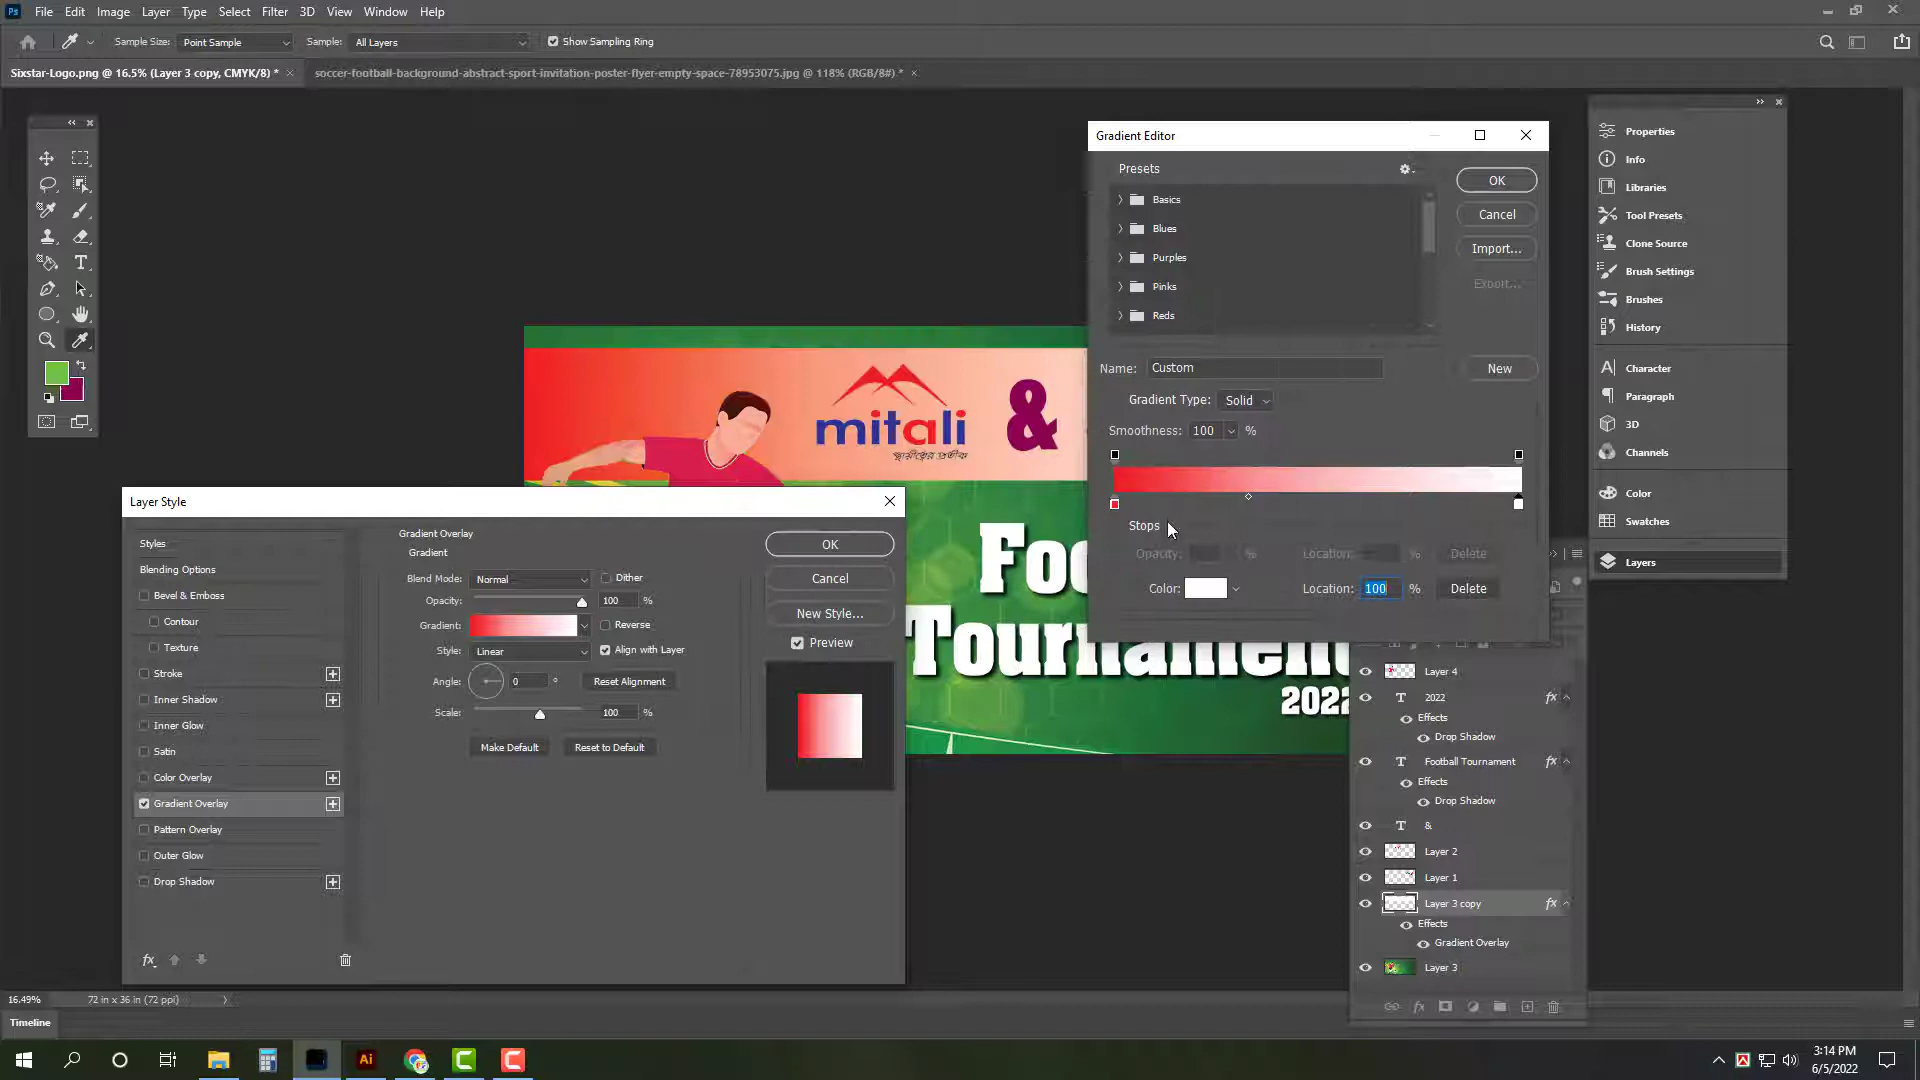 Ps File Edit Image Layer Type Select Filter 3D View Window Help
Sample Size: Point Sample Sample: All Layers Show Sampling Ring
Sixstar-Logo.png @ 16.5% (Layer 3 copy, CMYK/8) * × soccer-football-background-abstract-sport-invitation-poster-flyer-empty-space-78953075.jpg @ 118% (RGB/8#) * ×
Gradient Editor
Presets
Basics
Blues
Purples
Pinks
Reds
OK
Cancel
Import...
Export...
Name: Custom
New
Gradient Type: Solid
Smoothness: 100 %
Stops
Opacity: % Location: % Delete
Color: Location: 100 % Delete
mitali
&
Foo
Tournament
2022
Layer Style
Styles
Blending Options
Bevel & Emboss
Contour
Texture
Stroke
Inner Shadow
Inner Glow
Satin
Color Overlay
Gradient Overlay
Pattern Overlay
Outer Glow
Drop Shadow
fx
Gradient Overlay
Gradient
Blend Mode: Normal Dither
Opacity: 100 %
Gradient: Reverse
Style: Linear Align with Layer
Angle: 0 ° Reset Alignment
Scale: 100 %
Make Default Reset to Default
OK
Cancel
New Style...
Preview
Properties
Info
Libraries
Tool Presets
Clone Source
Brush Settings
Brushes
History
Character
Paragraph
3D
Channels
Color
Swatches
Layers
Layer 4
T 2022 fx
Effects
Drop Shadow
T Football Tournament fx
Effects
Drop Shadow
T &
Layer 2
Layer 1
Layer 3 copy fx
Effects
Gradient Overlay
Layer 3
fx
16.49% 72 in x 36 in (72 ppi)
Timeline
Ai
3:14 PM
6/5/2022